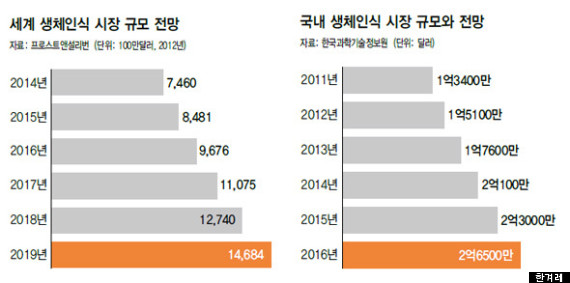 세계 생체인식 시장 규모 전망
자료: 프로스트앤설리번 (단위: 100만달러, 2012년)
2014년 7,460
2015년 8,481
2016년 9,676
2017년 11,075
2018년 12,740
2019년 14,684
국내 생체인식 시장 규모와 전망
자료: 한국과학기술정보원 (단위: 달러)
2011년 1억3400만
2012년 1억5100만
2013년 1억7600만
2014년 2억100만
2015년 2억3000만
2016년 2억6500만
한겨레